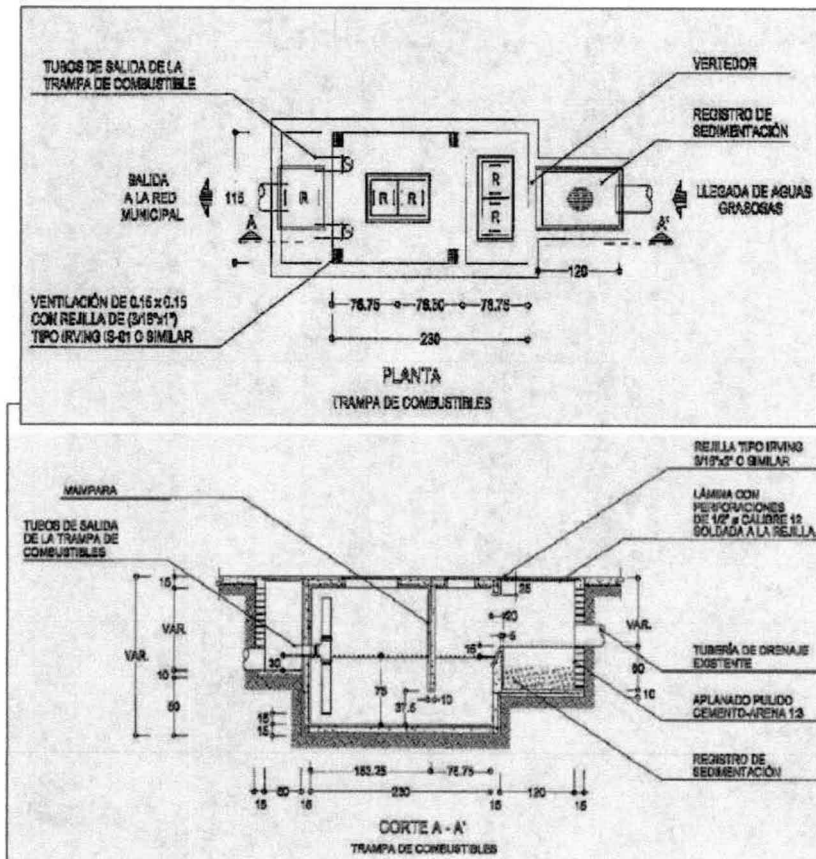 TUBOS DE SALIDA DE LA
TRAMPA DE COMBUSTIBLE
VERTEDOR
REGISTRO DE
SEDIMENTACIÓN
SALIDA
A LA RED
MUNICIPAL
115
R
R R
R
R
LLEGADA DE AGUAS
GRASOSAS
A
A'
120
VENTILACIÓN DE 0.15 x 0.15
CON REJILLA DE (3/16"x1")
TIPO IRVING IS-01 O SIMILAR
76.75
76.50
76.75
230
PLANTA
TRAMPA DE COMBUSTIBLES
REJILLA TIPO IRVING
3/16"x2" O SIMILAR
MAMPARA
LÁMINA CON
PERFORACIONES
DE 1/2" ø CALIBRE 12
SOLDADA A LA REJILLA
TUBOS DE SALIDA
DE LA TRAMPA DE
COMBUSTIBLES
15
25
VAR.
VAR.
20
5
15
VAR.
30
75
60
10
10
60
37.5
10
15
15
TUBERÍA DE DRENAJE
EXISTENTE
APLANADO PULIDO
CEMENTO-ARENA 1:3
REGISTRO DE
SEDIMENTACIÓN
153.25
76.75
15
60
15
230
15
120
15
CORTE A - A'
TRAMPA DE COMBUSTIBLES